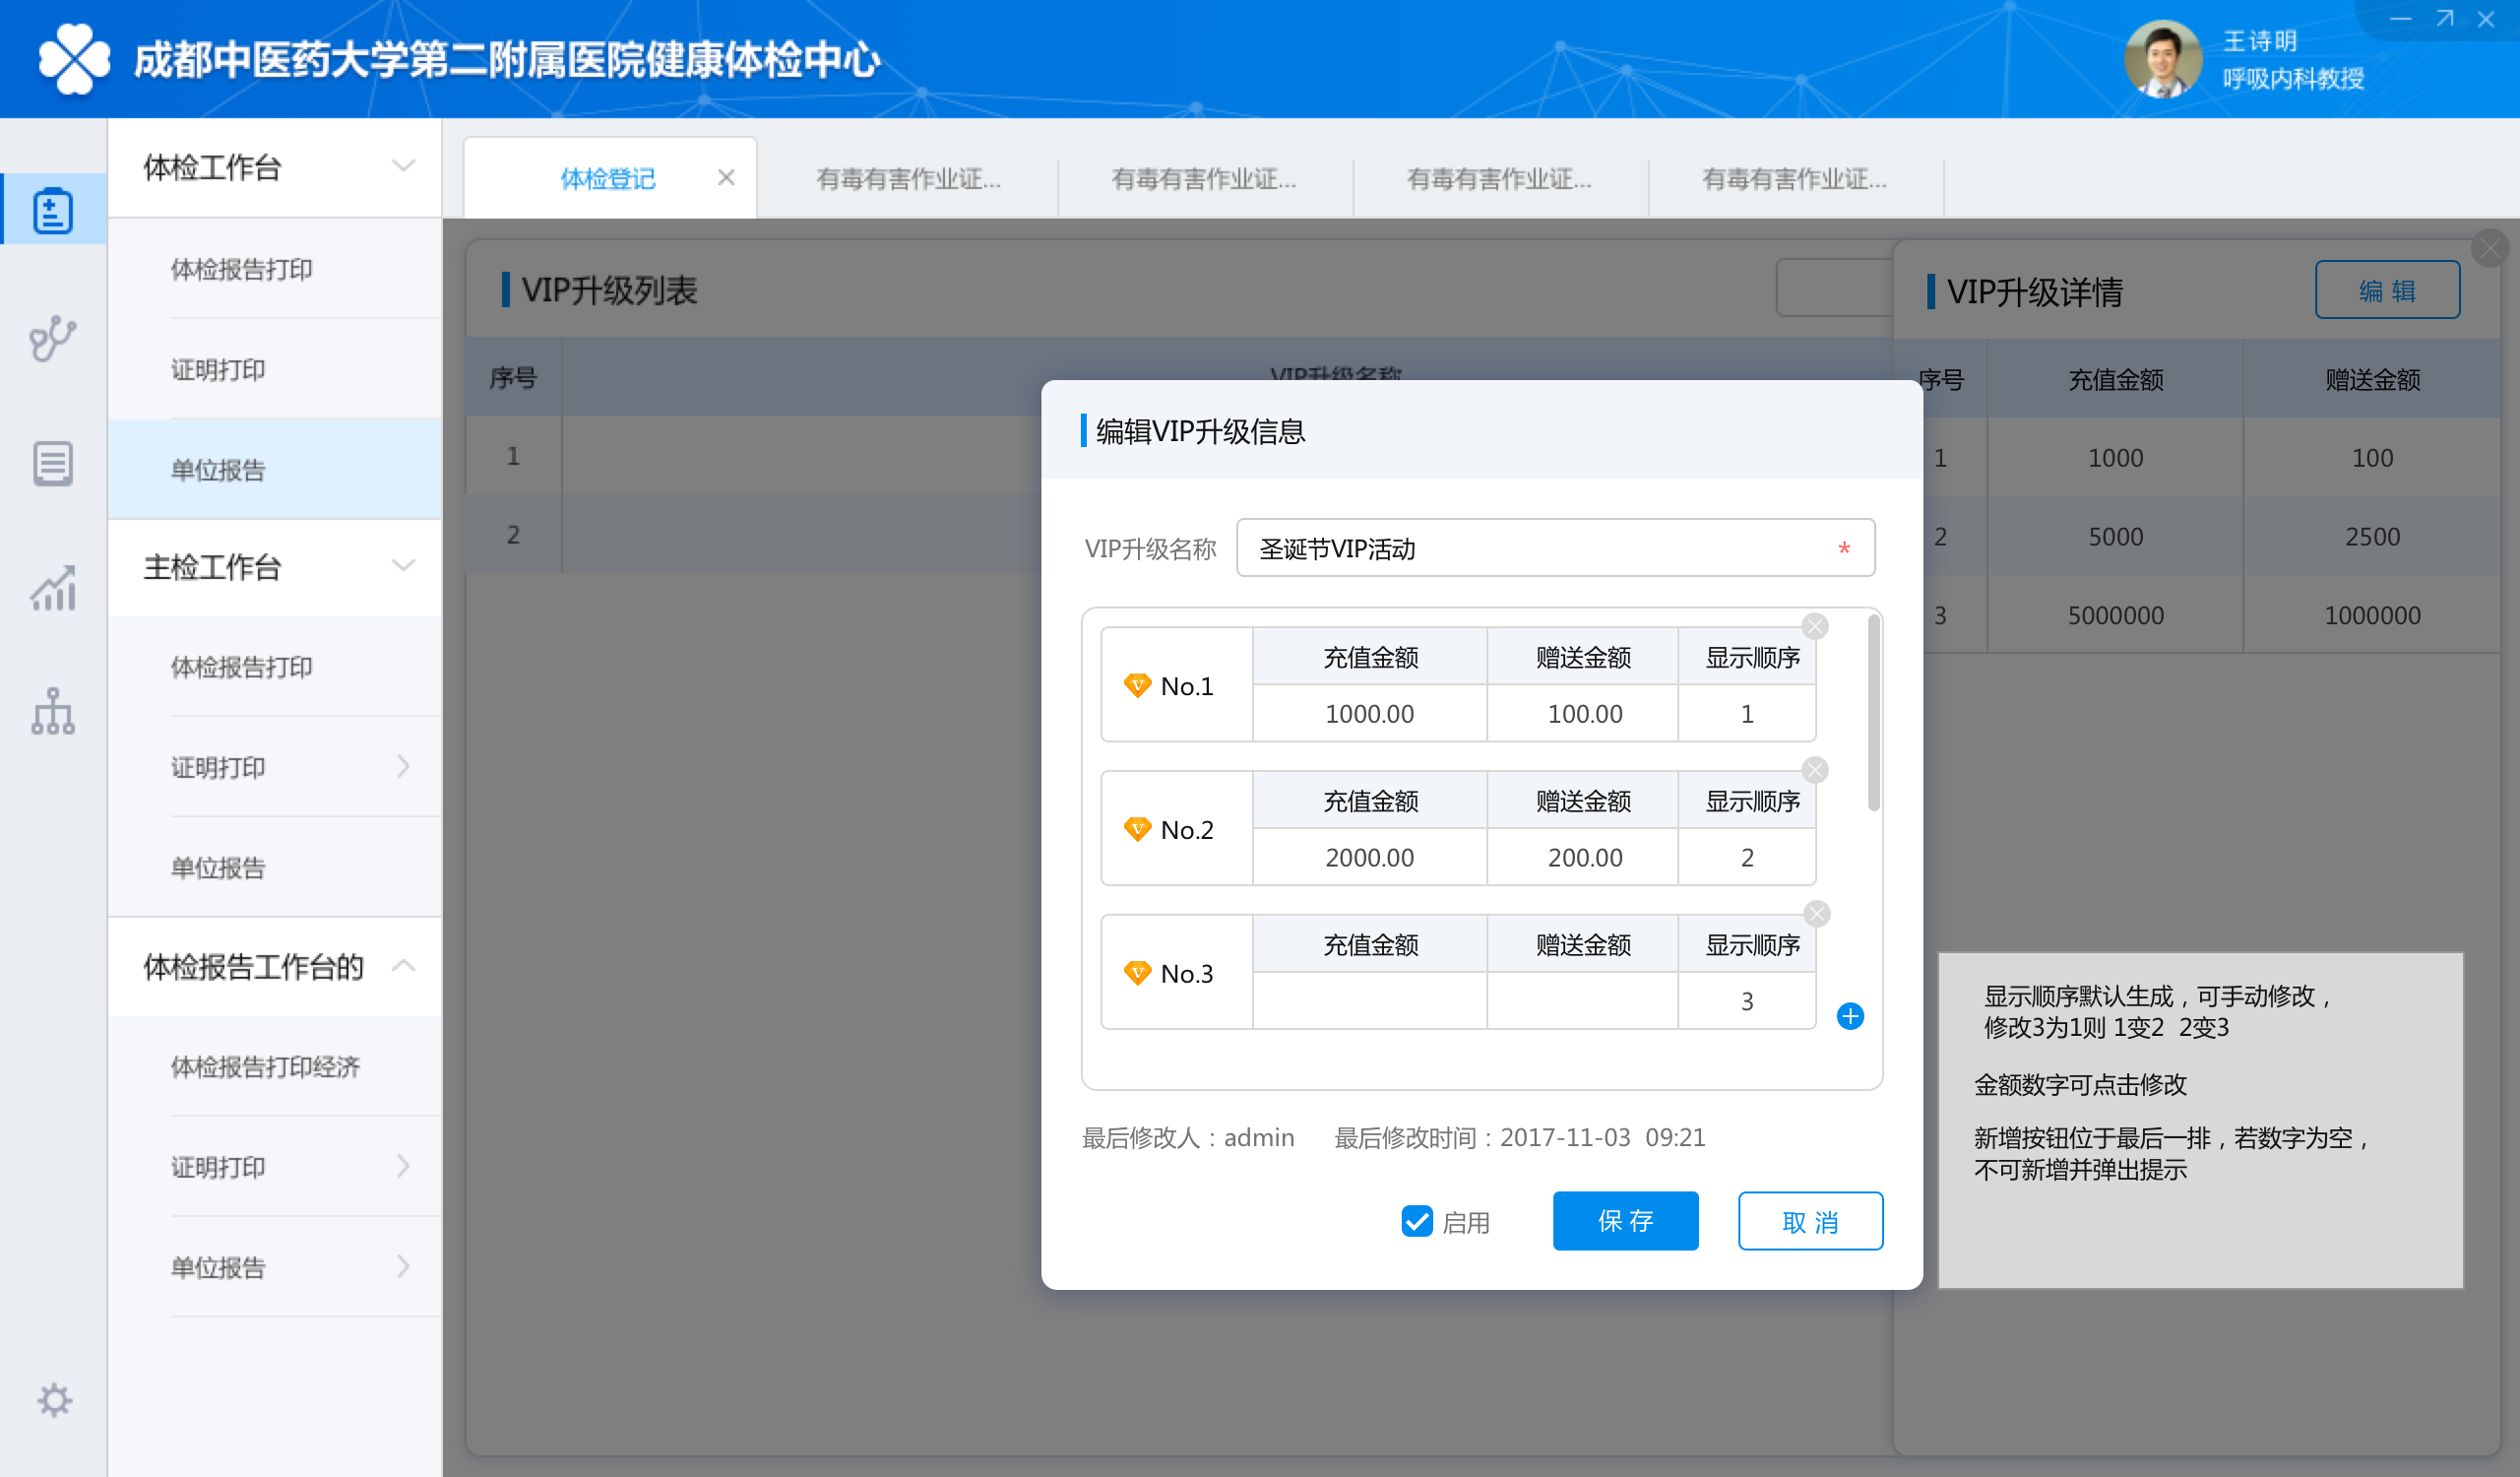 成都中医药大学第二附属医院健康体检中心
王诗明
呼吸内科教授
体检工作台
体检报告打印
证明打印
单位报告
主检工作台
体检报告打印
证明打印
单位报告
体检报告工作台的
体检报告打印经济
证明打印
单位报告
体检登记
有毒有害作业证...
有毒有害作业证...
有毒有害作业证...
有毒有害作业证...
VIP升级列表
序号 VIP升级名称
1
2
VIP升级详情
编 辑
序号 充值金额 赠送金额
1 1000 100
2 5000 2500
3 5000000 1000000
编辑VIP升级信息
VIP升级名称 圣诞节VIP活动 *
No.1
充值金额 赠送金额 显示顺序
1000.00 100.00 1
No.2
充值金额 赠送金额 显示顺序
2000.00 200.00 2
No.3
充值金额 赠送金额 显示顺序
3
最后修改人：admin 最后修改时间：2017-11-03 09:21
启用
保 存
取 消
显示顺序默认生成，可手动修改，
修改3为1则 1变2 2变3
金额数字可点击修改
新增按钮位于最后一排，若数字为空，
不可新增并弹出提示